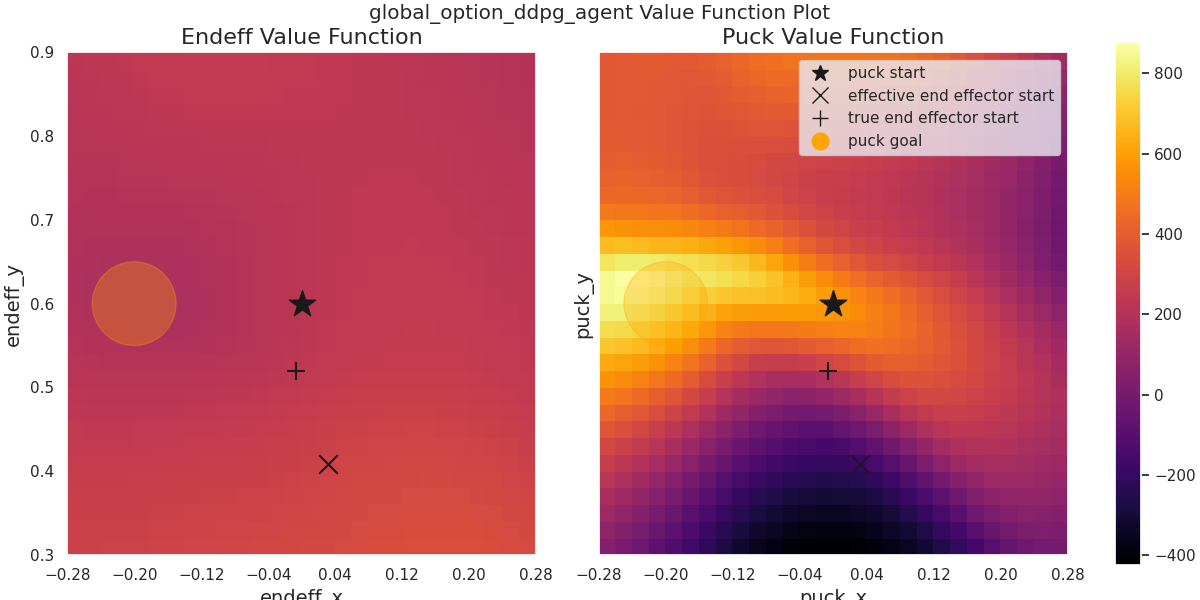 global_option_ddpg_agent Value Function Plot
Endeff Value Function
Puck Value Function
0.9
0.8
0.7
0.6
0.5
0.4
0.3
endeff_y
−0.28 −0.20 −0.12 −0.04 0.04 0.12 0.20 0.28
endeff_x
puck start
effective end effector start
true end effector start
puck goal
puck_y
−0.28 −0.20 −0.12 −0.04 0.04 0.12 0.20 0.28
puck_x
800
600
400
200
0
−200
−400